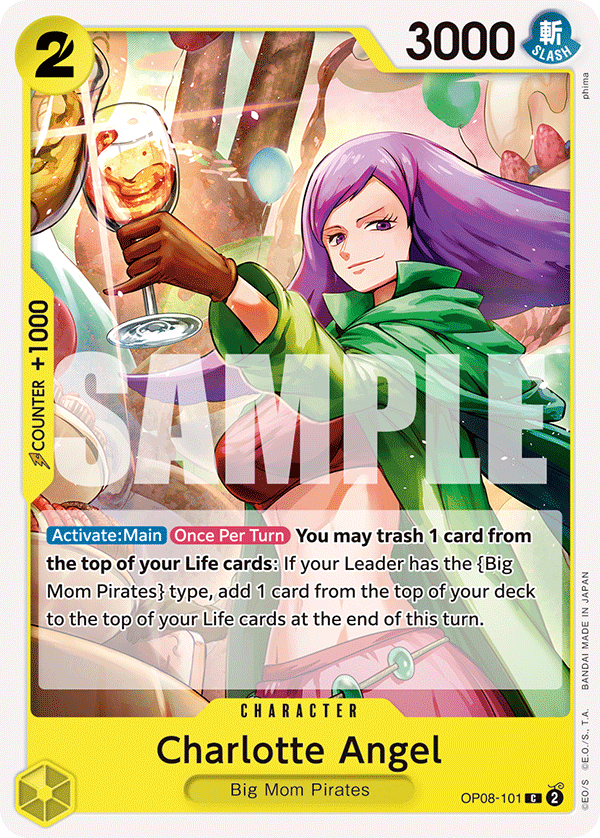 2
3000
斬
SLASH
phima
COUNTER +1000
SAMPLE
Activate:Main Once Per Turn You may trash 1 card from
the top of your Life cards: If your Leader has the {Big
Mom Pirates} type, add 1 card from the top of your deck
to the top of your Life cards at the end of this turn.
CHARACTER
Charlotte Angel
Big Mom Pirates
OP08-101 C 2
©EO/S ©E.O./S., T.A. BANDAI MADE IN JAPAN